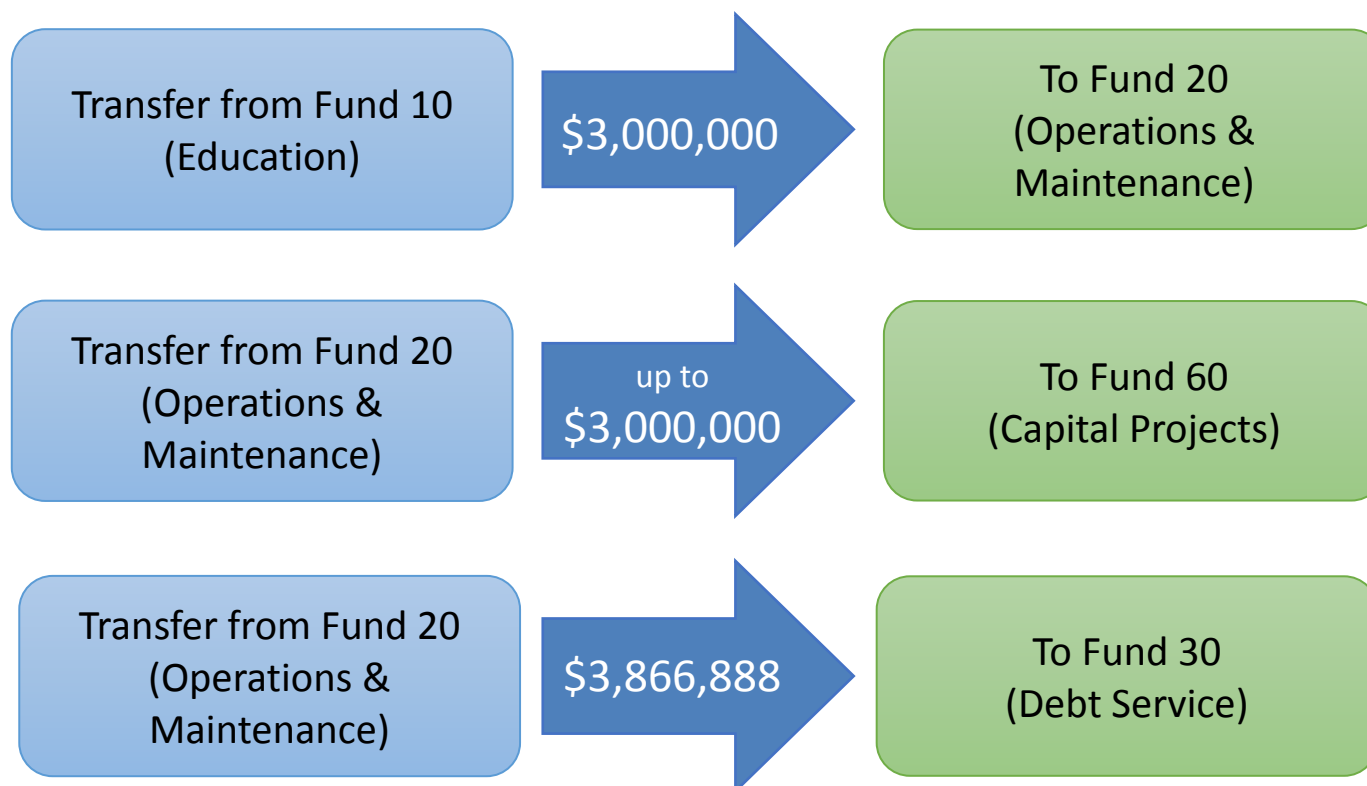 Transfer from Fund 10
(Education)
$3,000,000
To Fund 20
(Operations &
Maintenance)
Transfer from Fund 20
(Operations &
Maintenance)
up to
$3,000,000
To Fund 60
(Capital Projects)
Transfer from Fund 20
(Operations &
Maintenance)
$3,866,888
To Fund 30
(Debt Service)